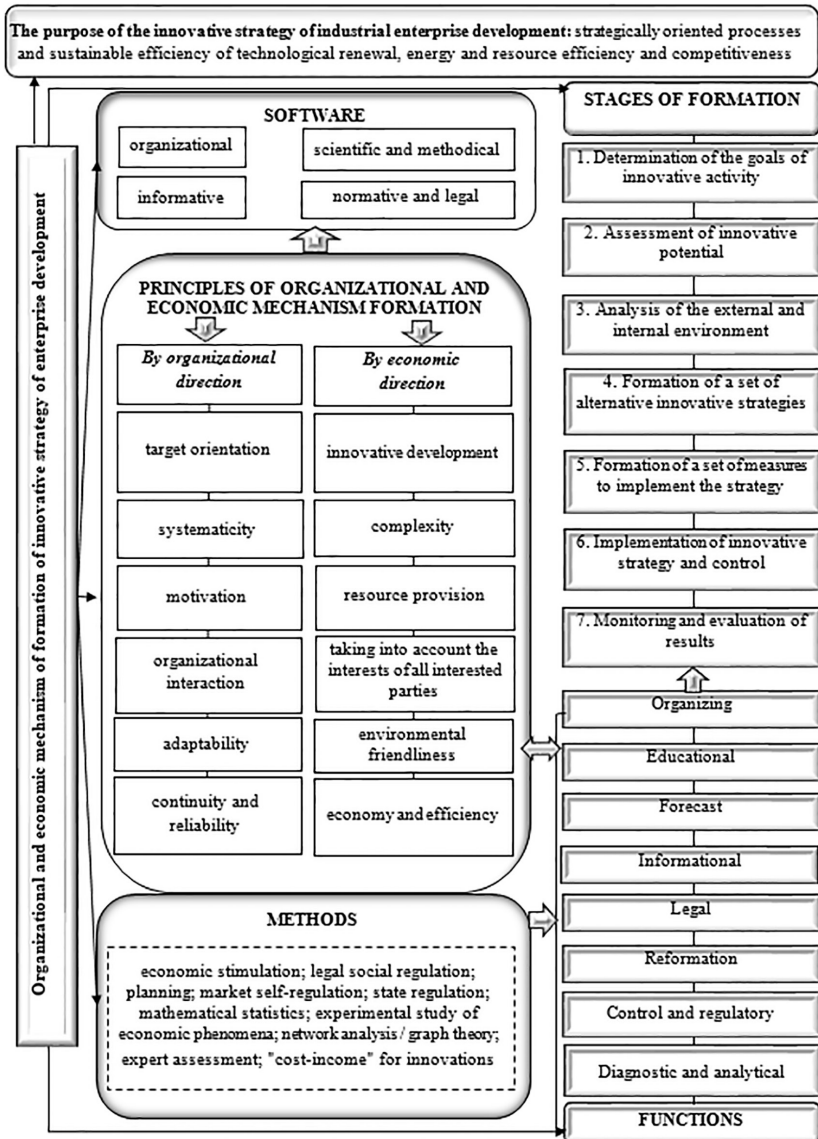 The purpose of the innovative strategy of industrial enterprise development: strategically oriented processes
and sustainable efficiency of technological renewal, energy and resource efficiency and competitiveness
Organizational and economic mechanism of formation of innovative strategy of enterprise development
SOFTWARE
organizational
scientific and methodical
informative
normative and legal
PRINCIPLES OF ORGANIZATIONAL AND
ECONOMIC MECHANISM FORMATION
By organizational
direction
target orientation
systematicity
motivation
organizational
interaction
adaptability
continuity and
reliability
By economic
direction
innovative development
complexity
resource provision
taking into account the
interests of all interested
parties
environmental
friendliness
economy and efficiency
METHODS
economic stimulation; legal social regulation;
planning; market self-regulation; state regulation;
mathematical statistics; experimental study of
economic phenomena; network analysis / graph theory;
expert assessment; "cost-income" for innovations
STAGES OF FORMATION
1. Determination of the goals of
innovative activity
2. Assessment of innovative
potential
3. Analysis of the external and
internal environment
4. Formation of a set of
alternative innovative strategies
5. Formation of a set of measures
to implement the strategy
6. Implementation of innovative
strategy and control
7. Monitoring and evaluation of
results
Organizing
Educational
Forecast
Informational
Legal
Reformation
Control and regulatory
Diagnostic and analytical
FUNCTIONS